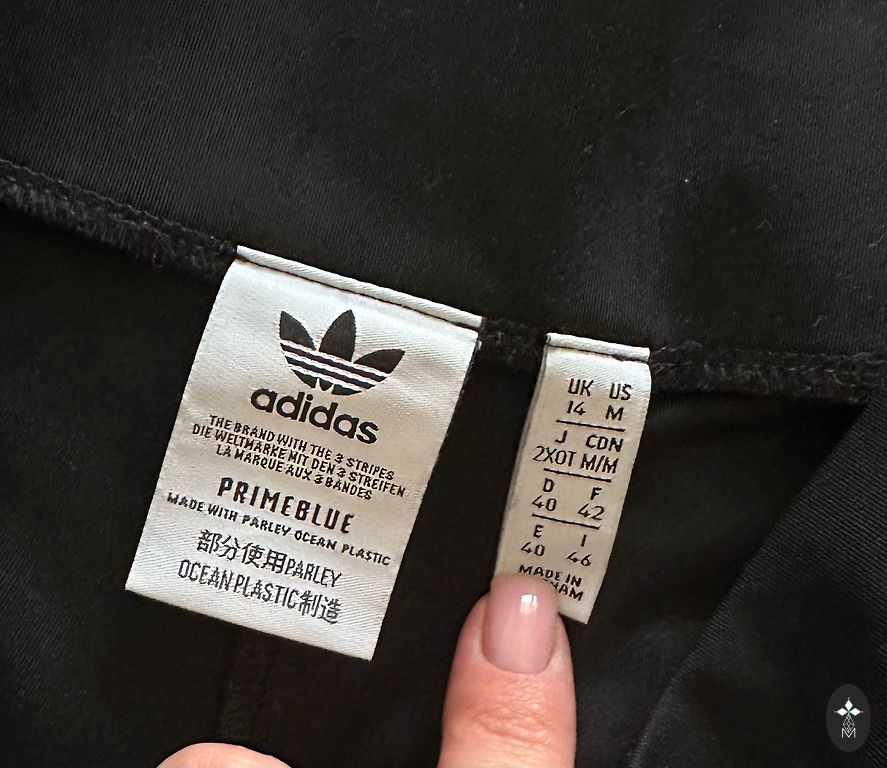 adidas
THE BRAND WITH THE 3 STRIPES
DIE WELTMARKE MIT DEN 3 STREIFEN
LA MARQUE AUX 3 BANDES
PRIMEBLUE
MADE WITH PARLEY OCEAN PLASTIC
部分使用PARLEY
OCEAN PLASTIC制造
UK US
14 M
J CDN
2XOT M/M
D F
40 42
E I
40 46
MADE IN
M